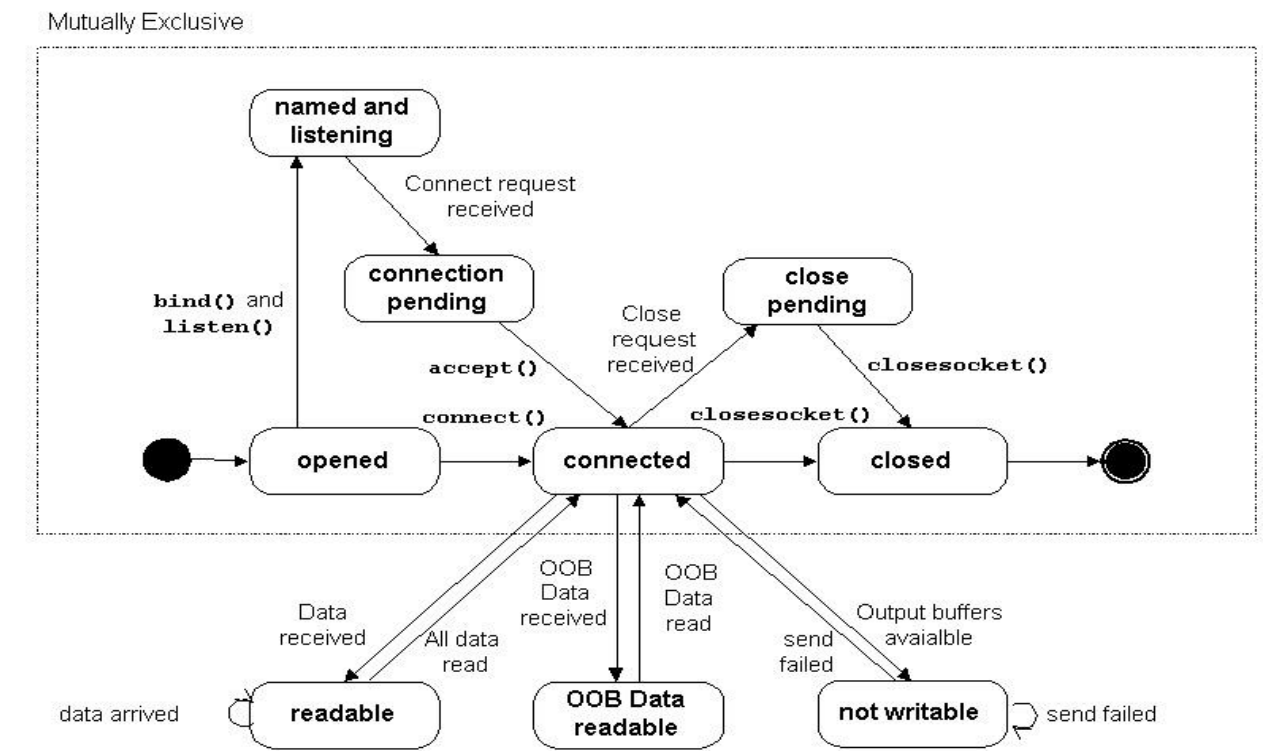 Mutually Exclusive
named and
listening
Connect request
received
connection
pending
close
pending
bind() and
listen()
Close
request
received
accept()
closesocket()
connect()
closesocket()
opened
connected
closed
OOB
Data
received
OOB
Data
read
Data
received
All data
read
send
failed
Output buffers
avaialble
data arrived
readable
OOB Data
readable
not writable
send failed